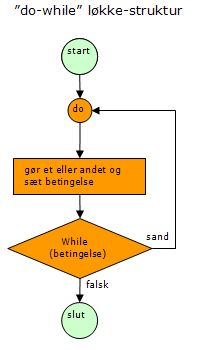 ”do-while” løkke-struktur
start
do
gør et eller andet og
sæt betingelse
While
(betingelse)
sand
falsk
slut